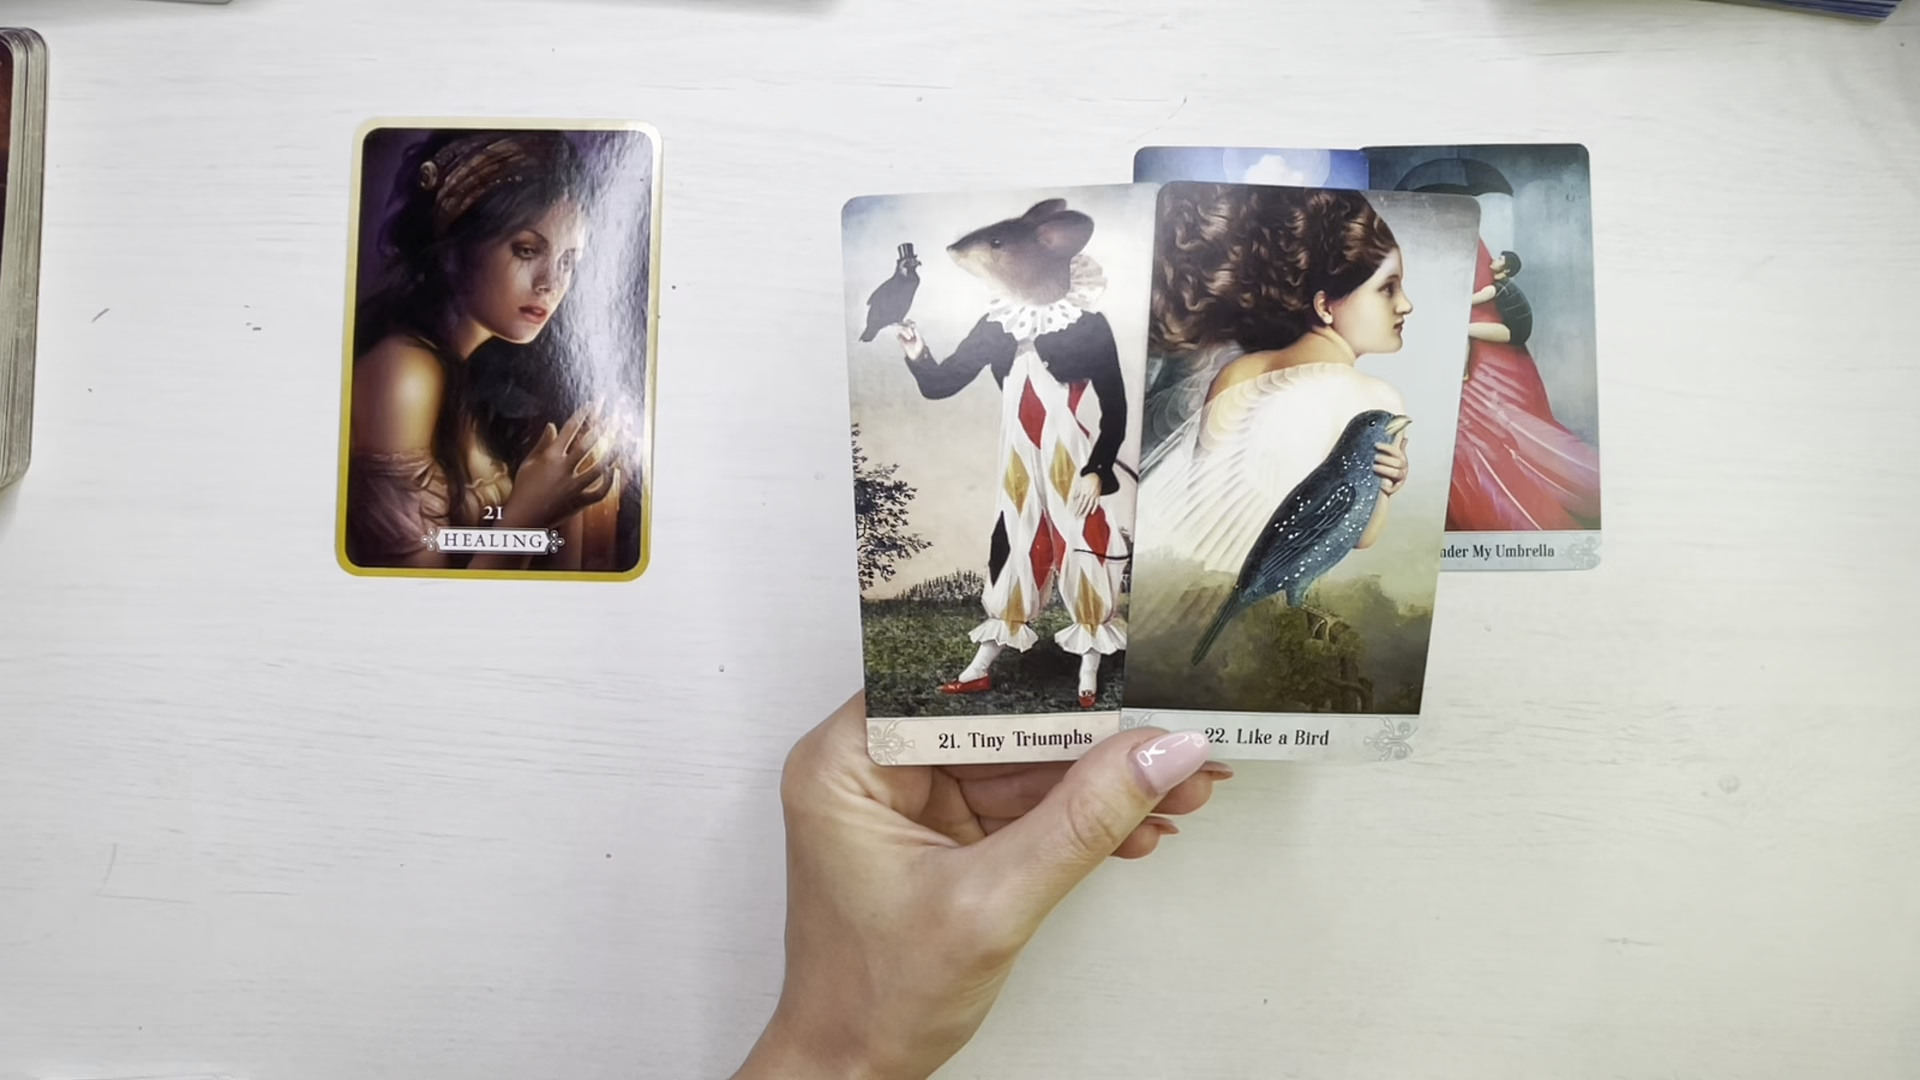 21
HEALING
nder My Umbrella
21. Tiny Triumphs
22. Like a Bird